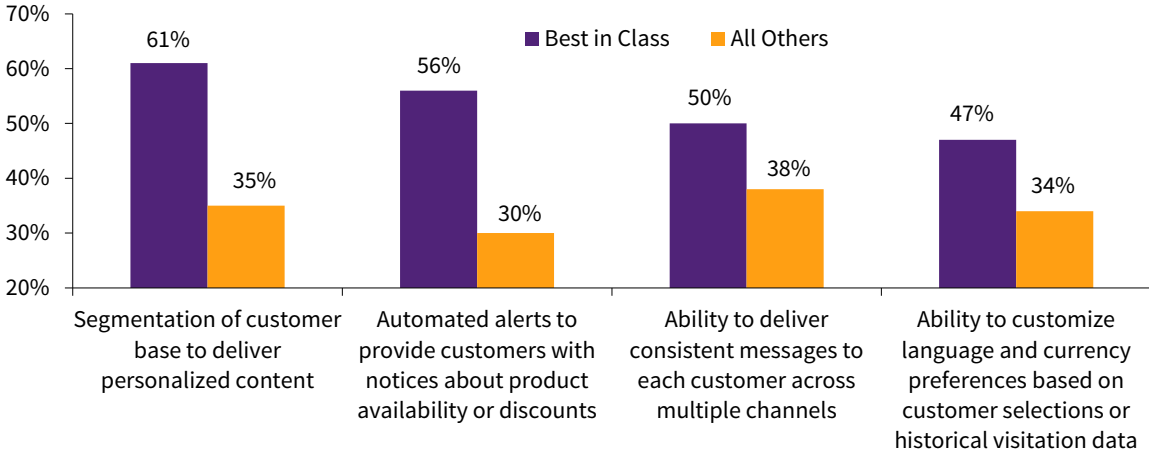 70%
60%
50%
40%
30%
20%
Best in Class
All Others
61%
35%
56%
30%
50%
38%
47%
34%
Segmentation of customer
base to deliver
personalized content
Automated alerts to
provide customers with
notices about product
availability or discounts
Ability to deliver
consistent messages to
each customer across
multiple channels
Ability to customize
language and currency
preferences based on
customer selections or
historical visitation data